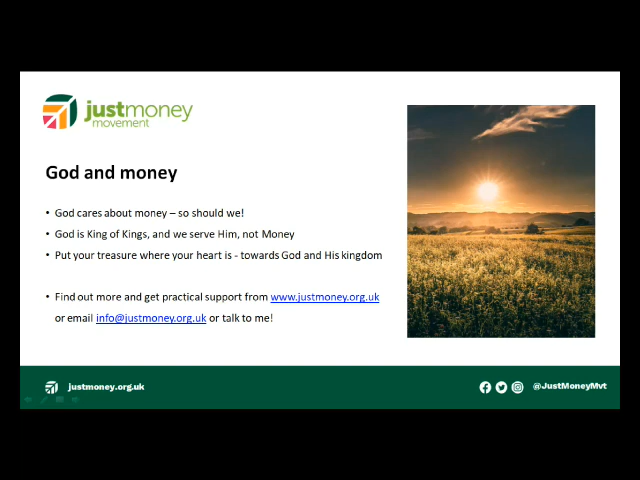 justmoney
movement
God and money
• God cares about money – so should we!
• God is King of Kings, and we serve Him, not Money
• Put your treasure where your heart is - towards God and His kingdom
• Find out more and get practical support from www.justmoney.org.uk
or email info@justmoney.org.uk or talk to me!
justmoney.org.uk
@JustMoneyMvt